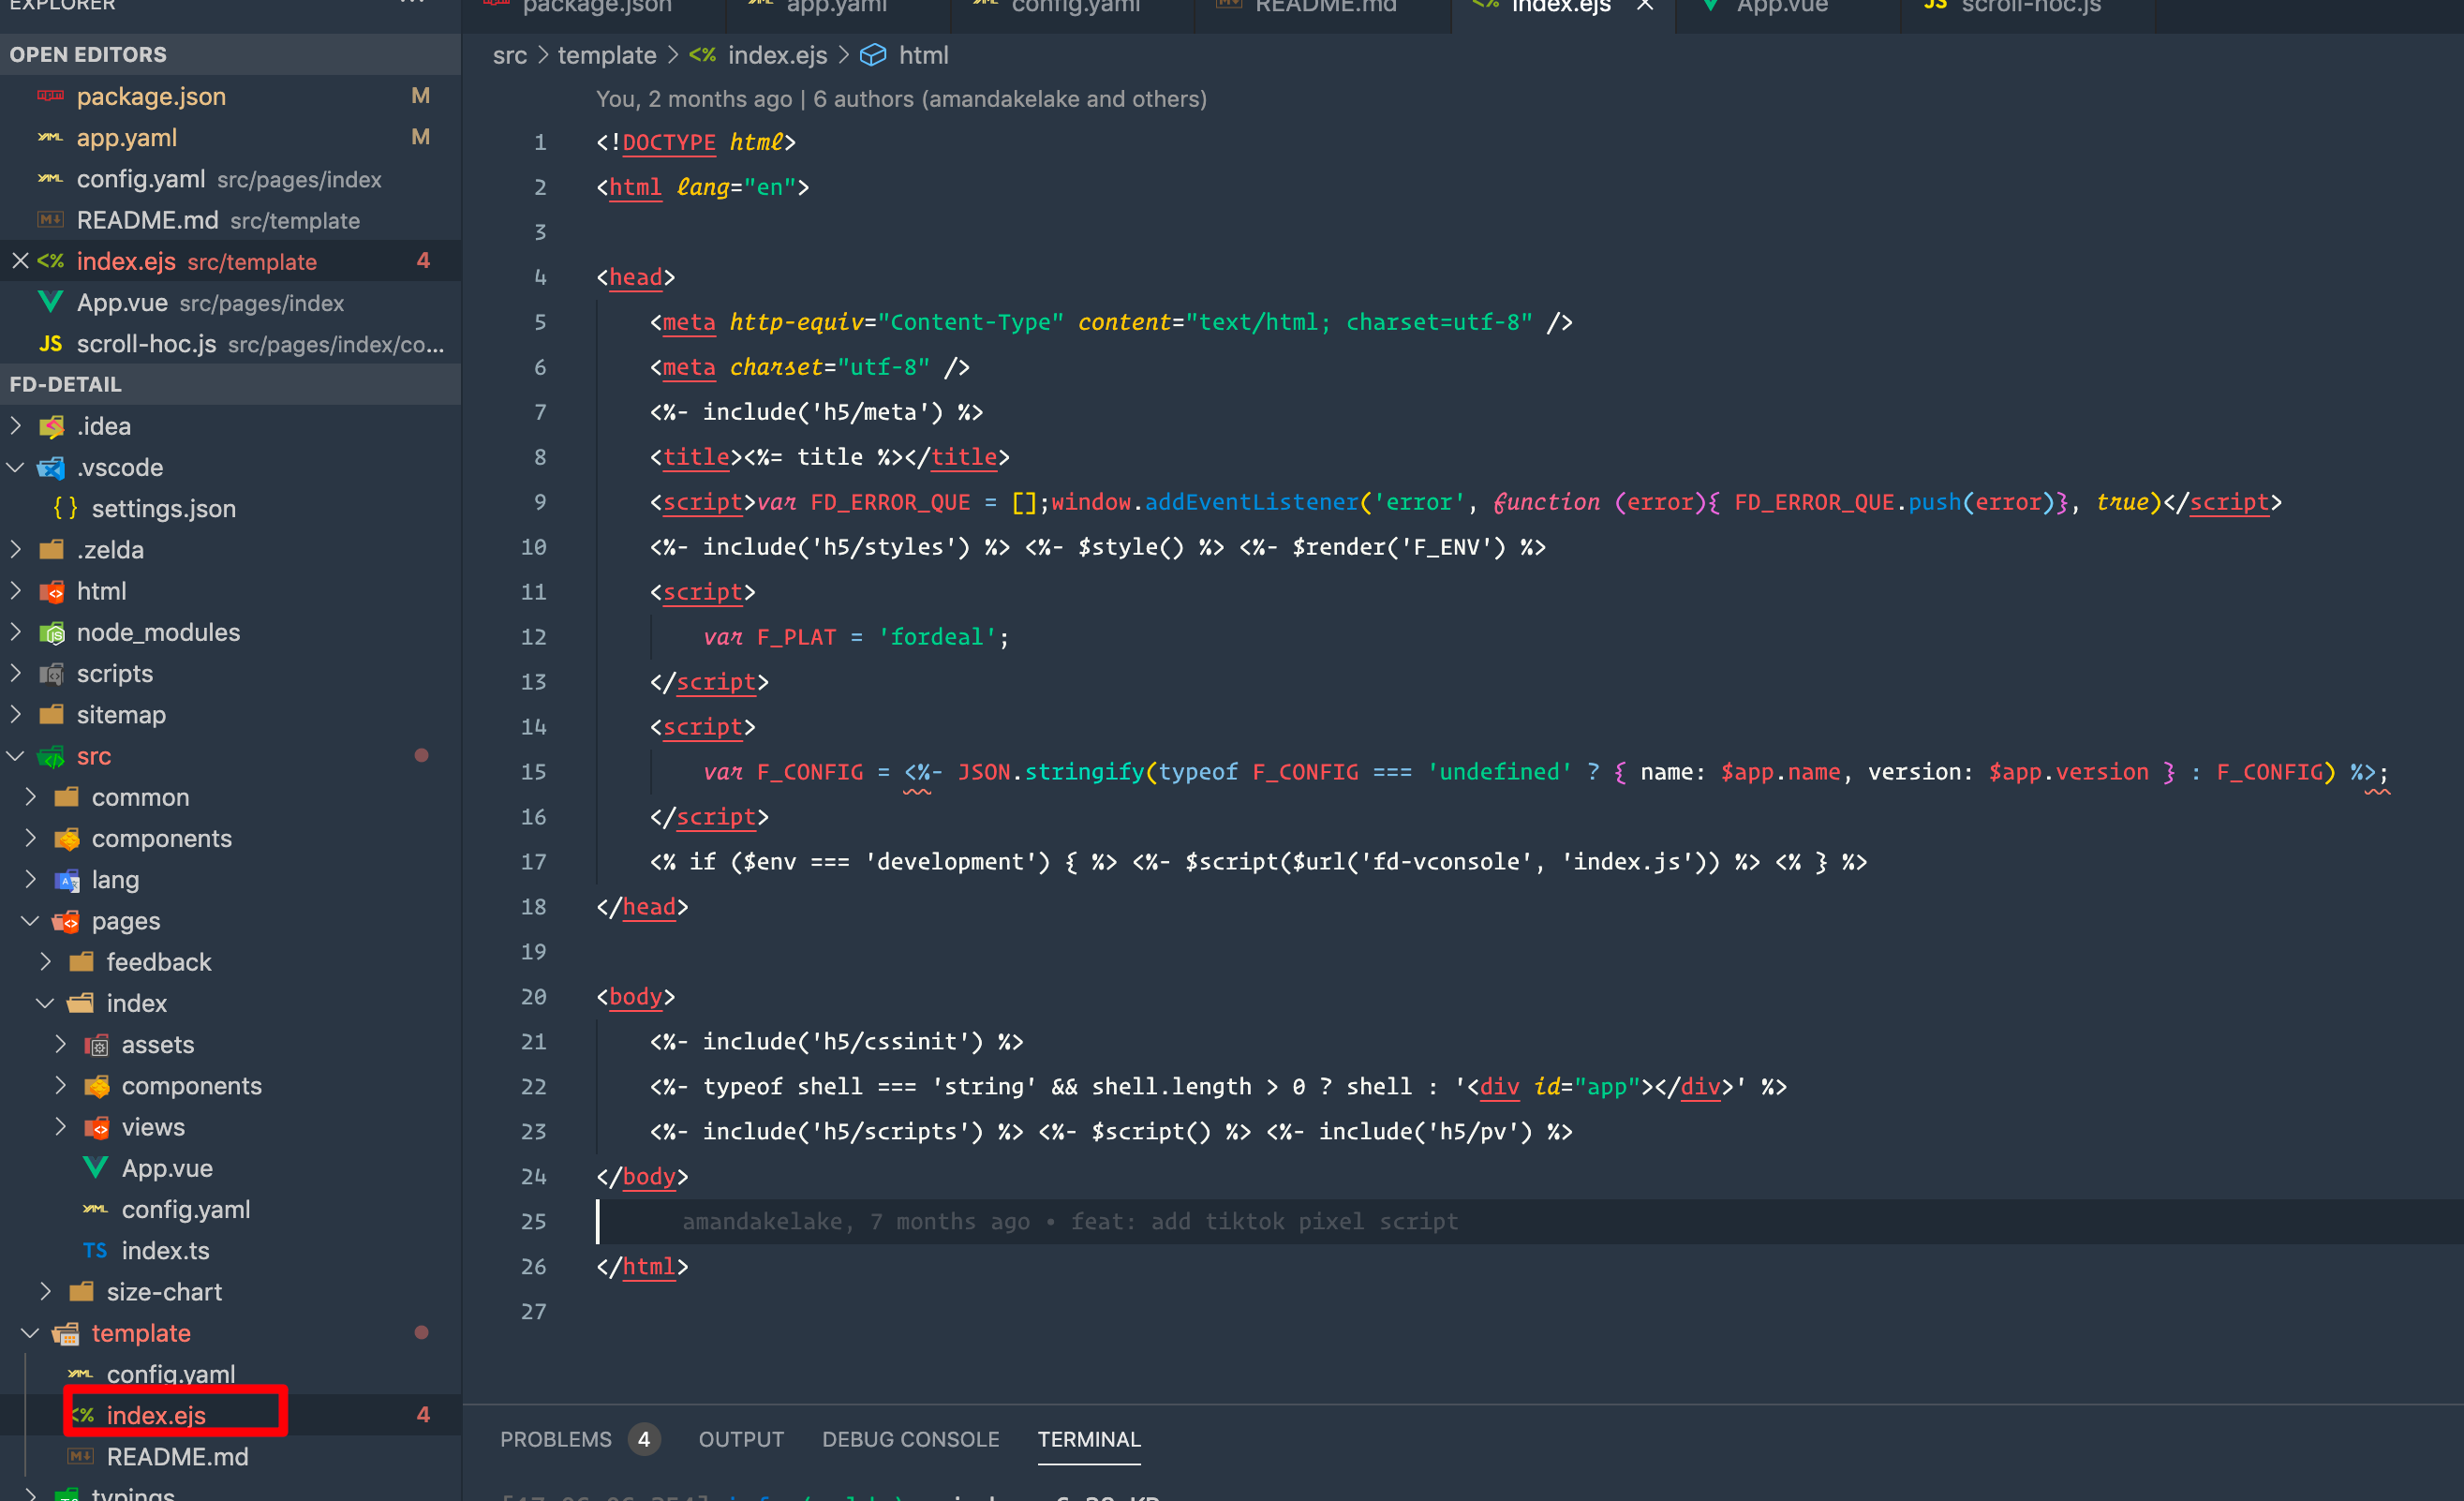 EXPLORER
OPEN EDITORS
package.json M
app.yaml M
config.yaml src/pages/index
README.md src/template
index.ejs src/template 4
App.vue src/pages/index
JS scroll-hoc.js src/pages/index/co...
FD-DETAIL
.idea
.vscode
{} settings.json
.zelda
html
node_modules
scripts
sitemap
src
common
components
lang
pages
feedback
index
assets
components
views
App.vue
config.yaml
TS index.ts
size-chart
template
config.yaml
<% index.ejs 4
README.md
typings
package.json app.yaml config.yaml README.md <% index.ejs App.vue JS scroll-hoc.js
src > template > <% index.ejs > html
You, 2 months ago | 6 authors (amandakelake and others)
1 <!DOCTYPE html>
2 <html lang="en">
3
4 <head>
5 <meta http-equiv="Content-Type" content="text/html; charset=utf-8" />
6 <meta charset="utf-8" />
7 <%- include('h5/meta') %>
8 <title><%= title %></title>
9 <script>var FD_ERROR_QUE = [];window.addEventListener('error', function (error){ FD_ERROR_QUE.push(error)}, true)</script>
10 <%- include('h5/styles') %> <%- $style() %> <%- $render('F_ENV') %>
11 <script>
12 var F_PLAT = 'fordeal';
13 </script>
14 <script>
15 var F_CONFIG = <%- JSON.stringify(typeof F_CONFIG === 'undefined' ? { name: $app.name, version: $app.version } : F_CONFIG) %>;
16 </script>
17 <% if ($env === 'development') { %> <%- $script($url('fd-vconsole', 'index.js')) %> <% } %>
18 </head>
19
20 <body>
21 <%- include('h5/cssinit') %>
22 <%- typeof shell === 'string' && shell.length > 0 ? shell : '<div id="app"></div>' %>
23 <%- include('h5/scripts') %> <%- $script() %> <%- include('h5/pv') %>
24 </body>
25 amandakelake, 7 months ago • feat: add tiktok pixel script
26 </html>
27
PROBLEMS 4 OUTPUT DEBUG CONSOLE TERMINAL